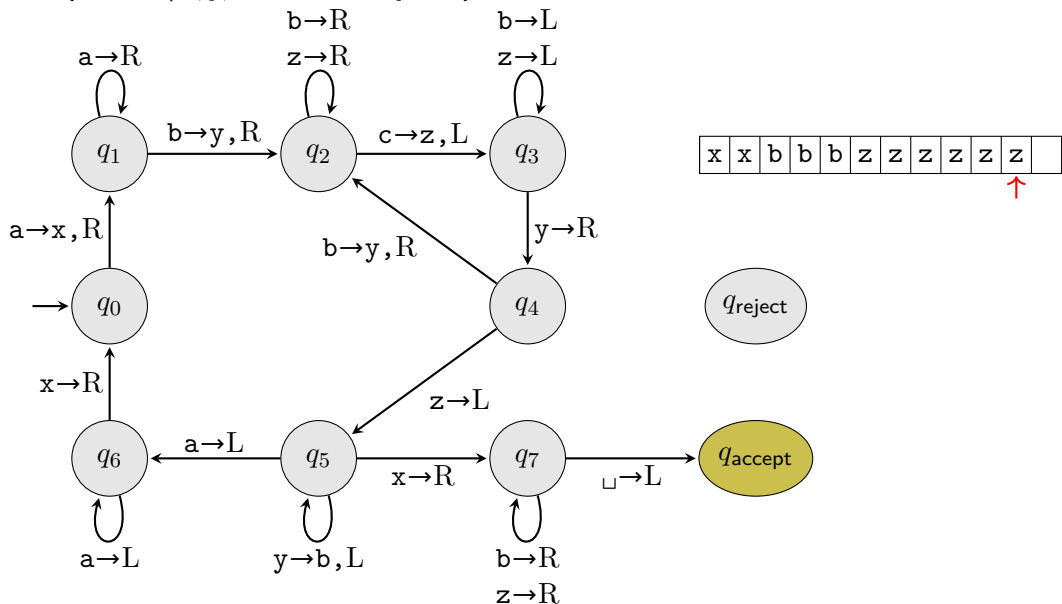 b→R
z→R
b→L
z→L
a→R
q1
b→y,R
q2
c→z,L
q3
x x b b b z z z z z z
↑
a→x,R
b→y,R
y→R
q0
q4
qreject
x→R
z→L
q6
a→L
q5
x→R
q7
␣→L
qaccept
a→L
y→b,L
b→R
z→R